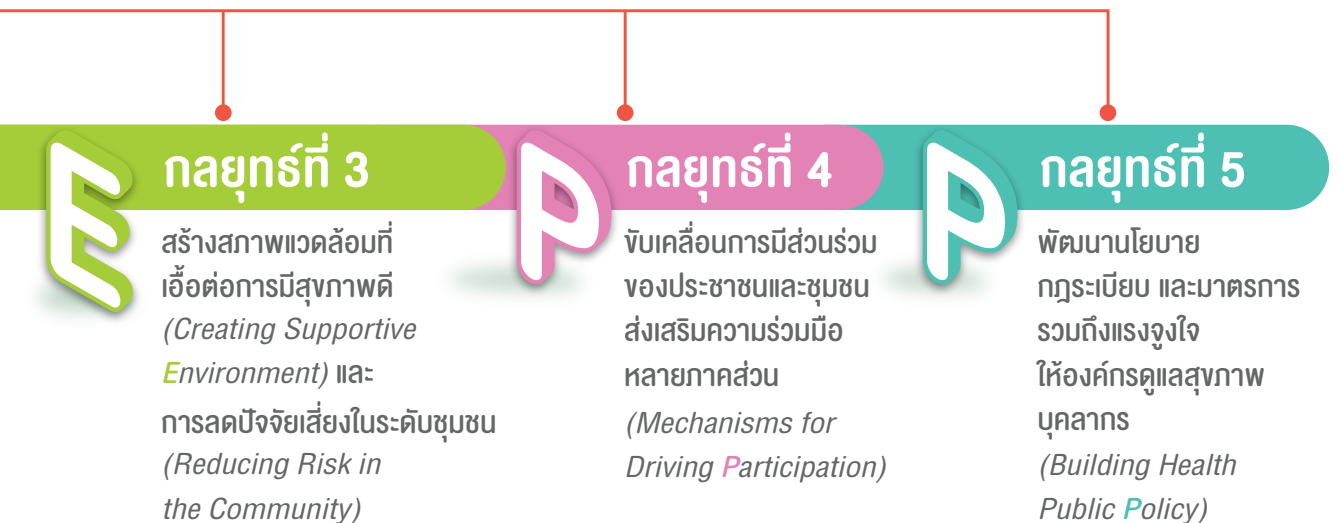 E
กลยุทธ์ที่ 3
สร้างสภาพแวดล้อมที่
เอื้อต่อการมีสุขภาพดี
(Creating Supportive
Environment) และ
การลดปัจจัยเสี่ยงในระดับชุมชน
(Reducing Risk in
the Community)
P
กลยุทธ์ที่ 4
ขับเคลื่อนการมีส่วนร่วม
ของประชาชนและชุมชน
ส่งเสริมความร่วมมือ
หลายภาคส่วน
(Mechanisms for
Driving Participation)
P
กลยุทธ์ที่ 5
พัฒนานโยบาย
กฎระเบียบ และมาตรการ
รวมถึงแรงจูงใจ
ให้องค์กรดูแลสุขภาพ
บุคลากร
(Building Health
Public Policy)